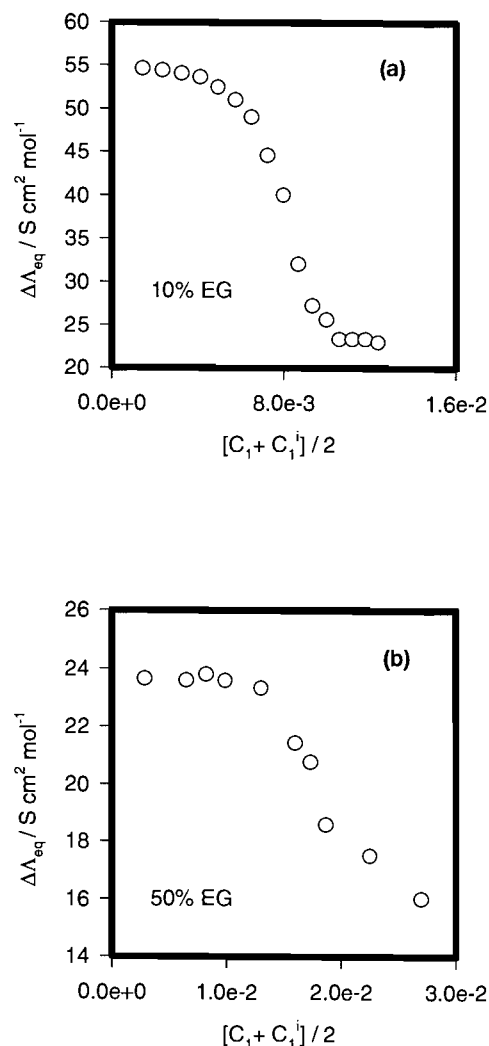 60
55
50
45
40
35
30
25
20
ΔΛeq / S cm² mol⁻¹
(a)
10% EG
0.0e+0 8.0e-3 1.6e-2
[C₁+ C₁ⁱ] / 2
26
24
22
20
18
16
14
ΔΛeq / S cm² mol⁻¹
(b)
50% EG
0.0e+0 1.0e-2 2.0e-2 3.0e-2
[C₁+ C₁ⁱ] / 2